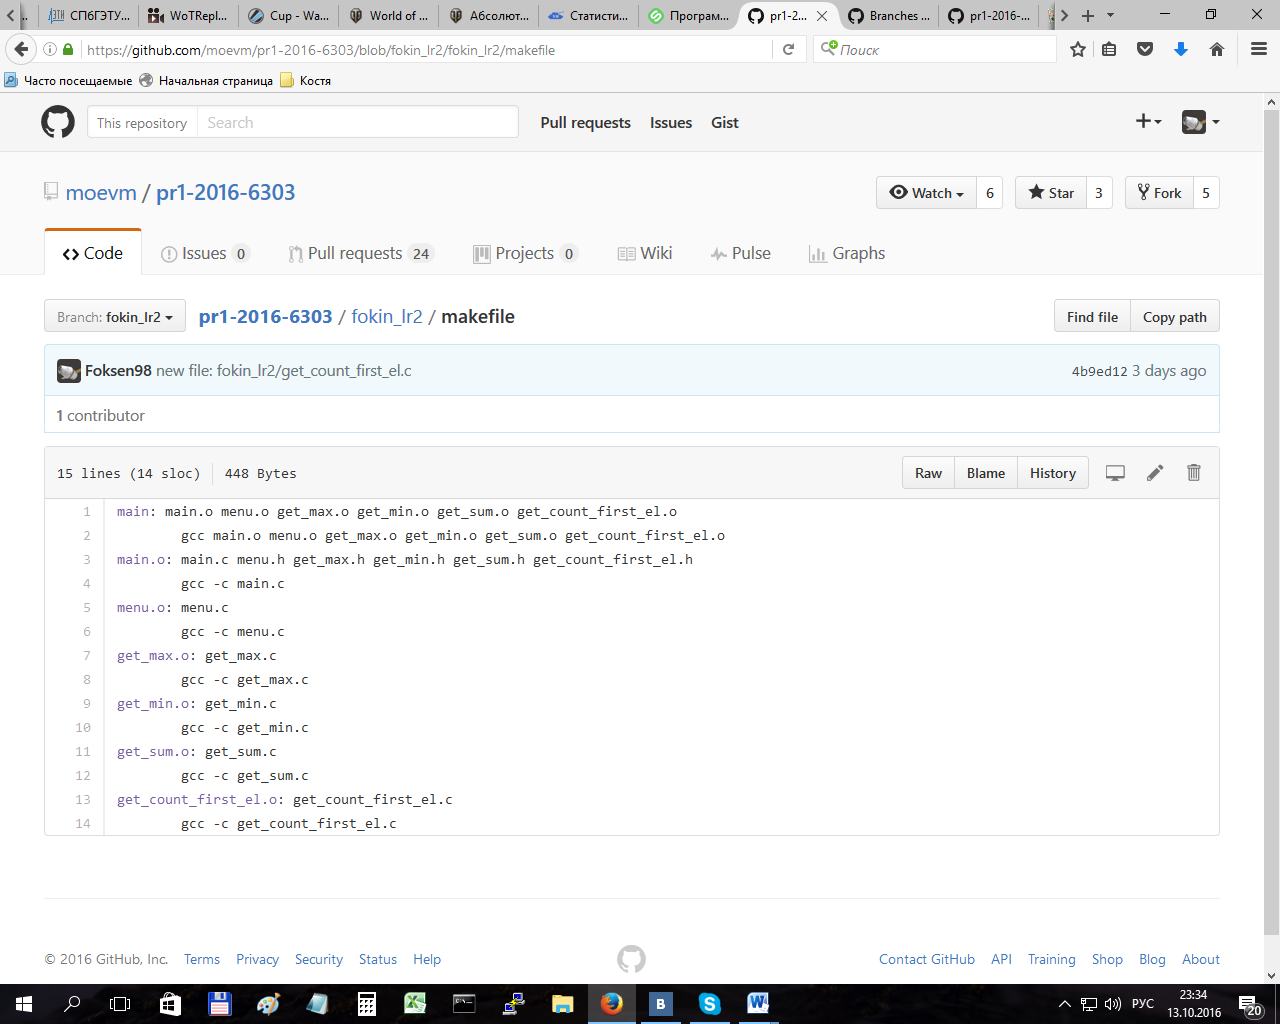 СПбГЭТУ... WoTRepl... Cup - Wa... World of ... Абсолют... Статисти... Програм... pr1-2... Branches ... pr1-2016-...
https://github.com/moevm/pr1-2016-6303/blob/fokin_lr2/fokin_lr2/makefile Поиск
Часто посещаемые Начальная страница Костя
This repository Search Pull requests Issues Gist
moevm / pr1-2016-6303 Watch 6 Star 3 Fork 5
Code Issues 0 Pull requests 24 Projects 0 Wiki Pulse Graphs
Branch: fokin_lr2 pr1-2016-6303 / fokin_lr2 / makefile Find file Copy path
Foksen98 new file: fokin_lr2/get_count_first_el.c 4b9ed12 3 days ago
1 contributor
15 lines (14 sloc) 448 Bytes Raw Blame History
1 main: main.o menu.o get_max.o get_min.o get_sum.o get_count_first_el.o
2 gcc main.o menu.o get_max.o get_min.o get_sum.o get_count_first_el.o
3 main.o: main.c menu.h get_max.h get_min.h get_sum.h get_count_first_el.h
4 gcc -c main.c
5 menu.o: menu.c
6 gcc -c menu.c
7 get_max.o: get_max.c
8 gcc -c get_max.c
9 get_min.o: get_min.c
10 gcc -c get_min.c
11 get_sum.o: get_sum.c
12 gcc -c get_sum.c
13 get_count_first_el.o: get_count_first_el.c
14 gcc -c get_count_first_el.c
© 2016 GitHub, Inc. Terms Privacy Security Status Help Contact GitHub API Training Shop Blog About
РУС 23:34
13.10.2016 20